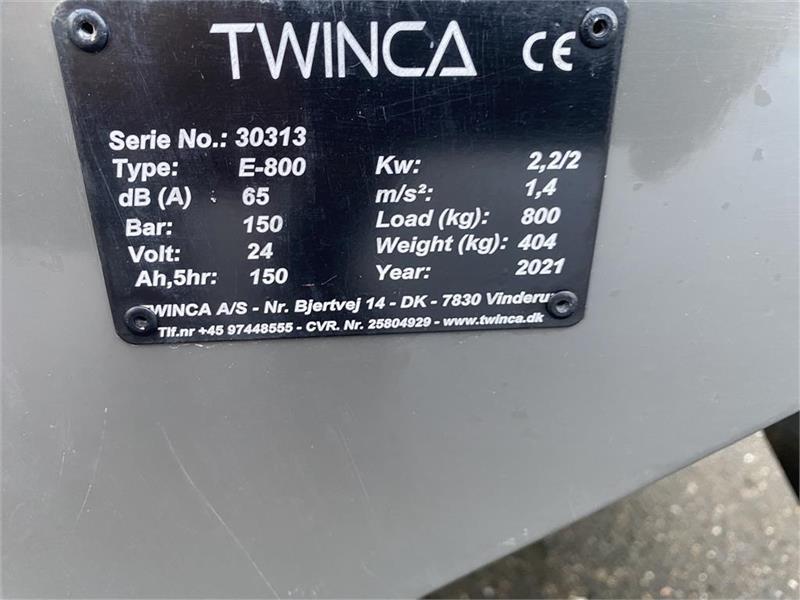 TWINCA CE
Serie No.: 30313
Type: E-800
dB (A) 65
Bar: 150
Volt: 24
Ah,5hr: 150
Kw: 2,2/2
m/s²: 1,4
Load (kg): 800
Weight (kg): 404
Year: 2021
TWINCA A/S - Nr. Bjertvej 14 - DK - 7830 Vinderup
Tlf.nr +45 97448555 - CVR. Nr. 25804929 - www.twinca.dk